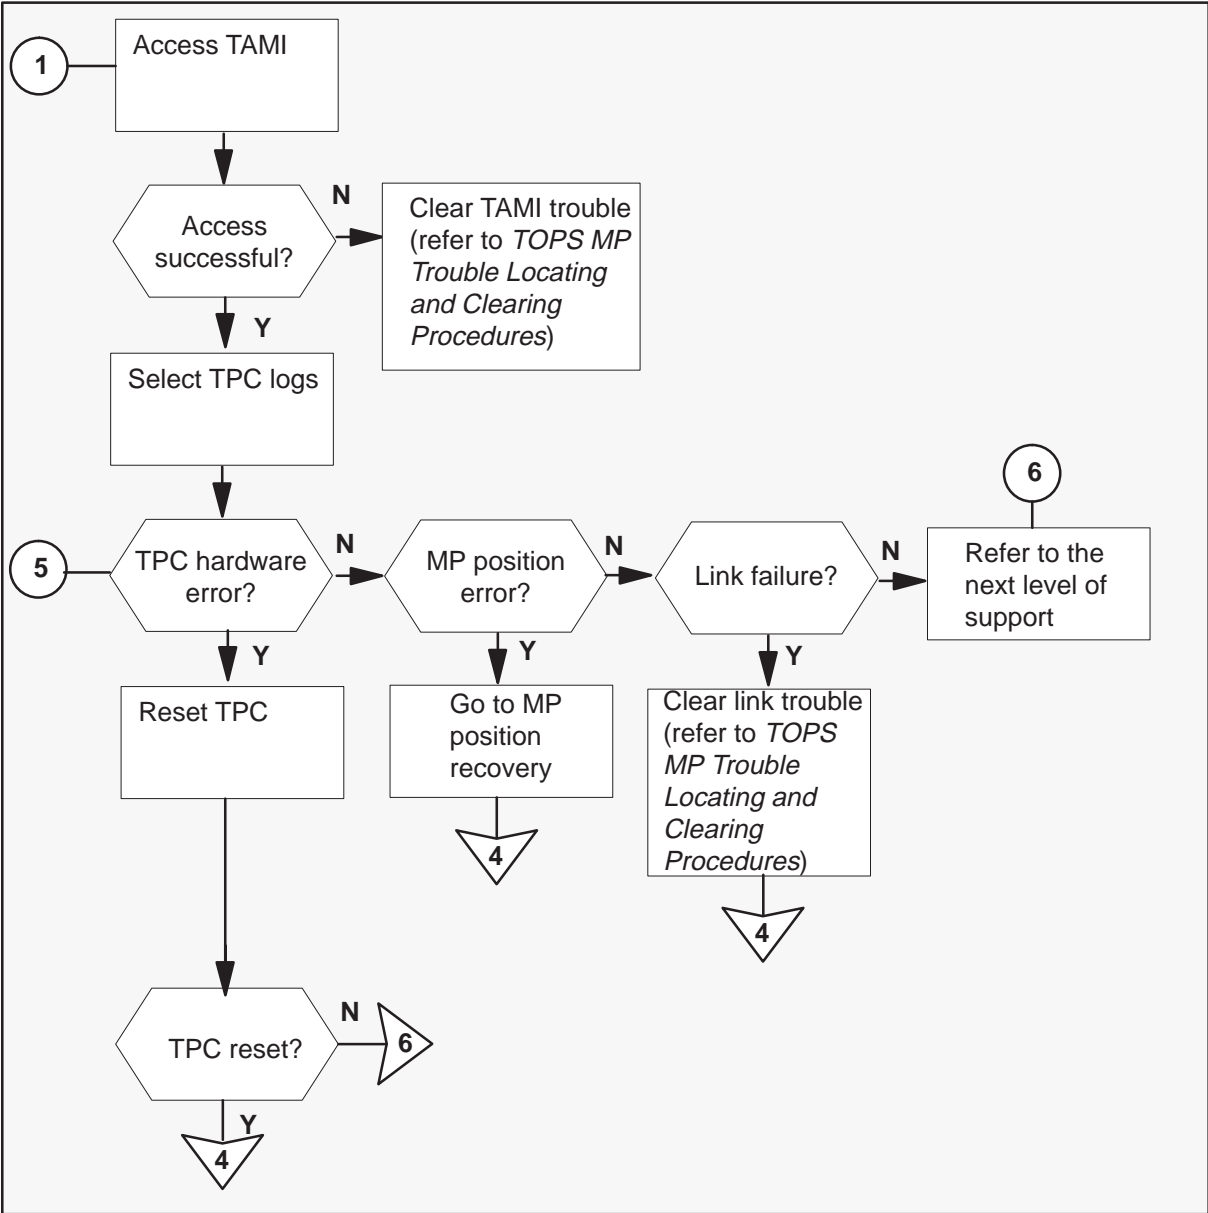 Access TAMI
1
N
Access
successful?
Clear TAMI trouble
(refer to TOPS MP
Trouble Locating
and Clearing
Procedures)
Y
Select TPC logs
6
5
TPC hardware
error?
N
MP position
error?
N
Link failure?
N
Refer to the
next level of
support
Y
Y
Y
Reset TPC
Go to MP
position
recovery
4
Clear link trouble
(refer to TOPS
MP Trouble
Locating and
Clearing
Procedures)
4
TPC reset?
N
6
Y
4